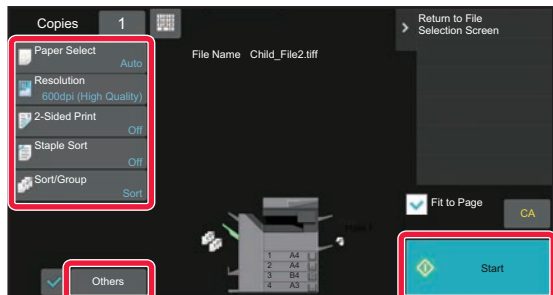 Copies 1
Return to File
Selection Screen
File Name Child_File2.tiff
Paper Select
Auto
Resolution
600dpi (High Quality)
2-Sided Print
Off
Staple Sort
Off
Sort/Group
Sort
Fit to Page
CA
1 A4
2 A4
3 B4
4 A3
Others
Start